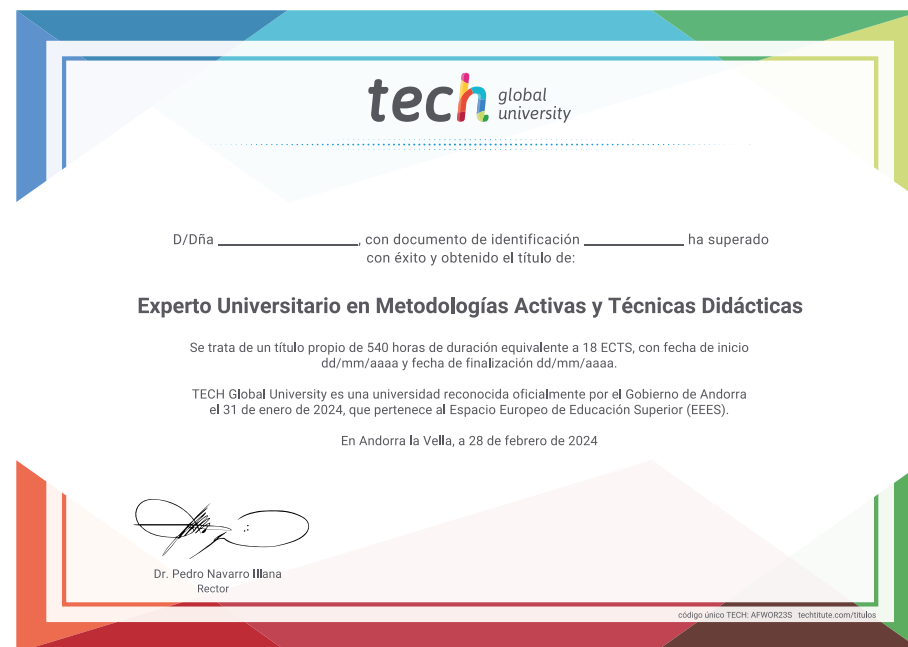 tech global university
D/Dña ____________, con documento de identificación ____________ ha superado
con éxito y obtenido el título de:
Experto Universitario en Metodologías Activas y Técnicas Didácticas
Se trata de un título propio de 540 horas de duración equivalente a 18 ECTS, con fecha de inicio
dd/mm/aaaa y fecha de finalización dd/mm/aaaa.
TECH Global University es una universidad reconocida oficialmente por el Gobierno de Andorra
el 31 de enero de 2024, que pertenece al Espacio Europeo de Educación Superior (EEES).
En Andorra la Vella, a 28 de febrero de 2024
Dr. Pedro Navarro Illana
Rector
código único TECH: AFWOR23S techtitute.com/titulos